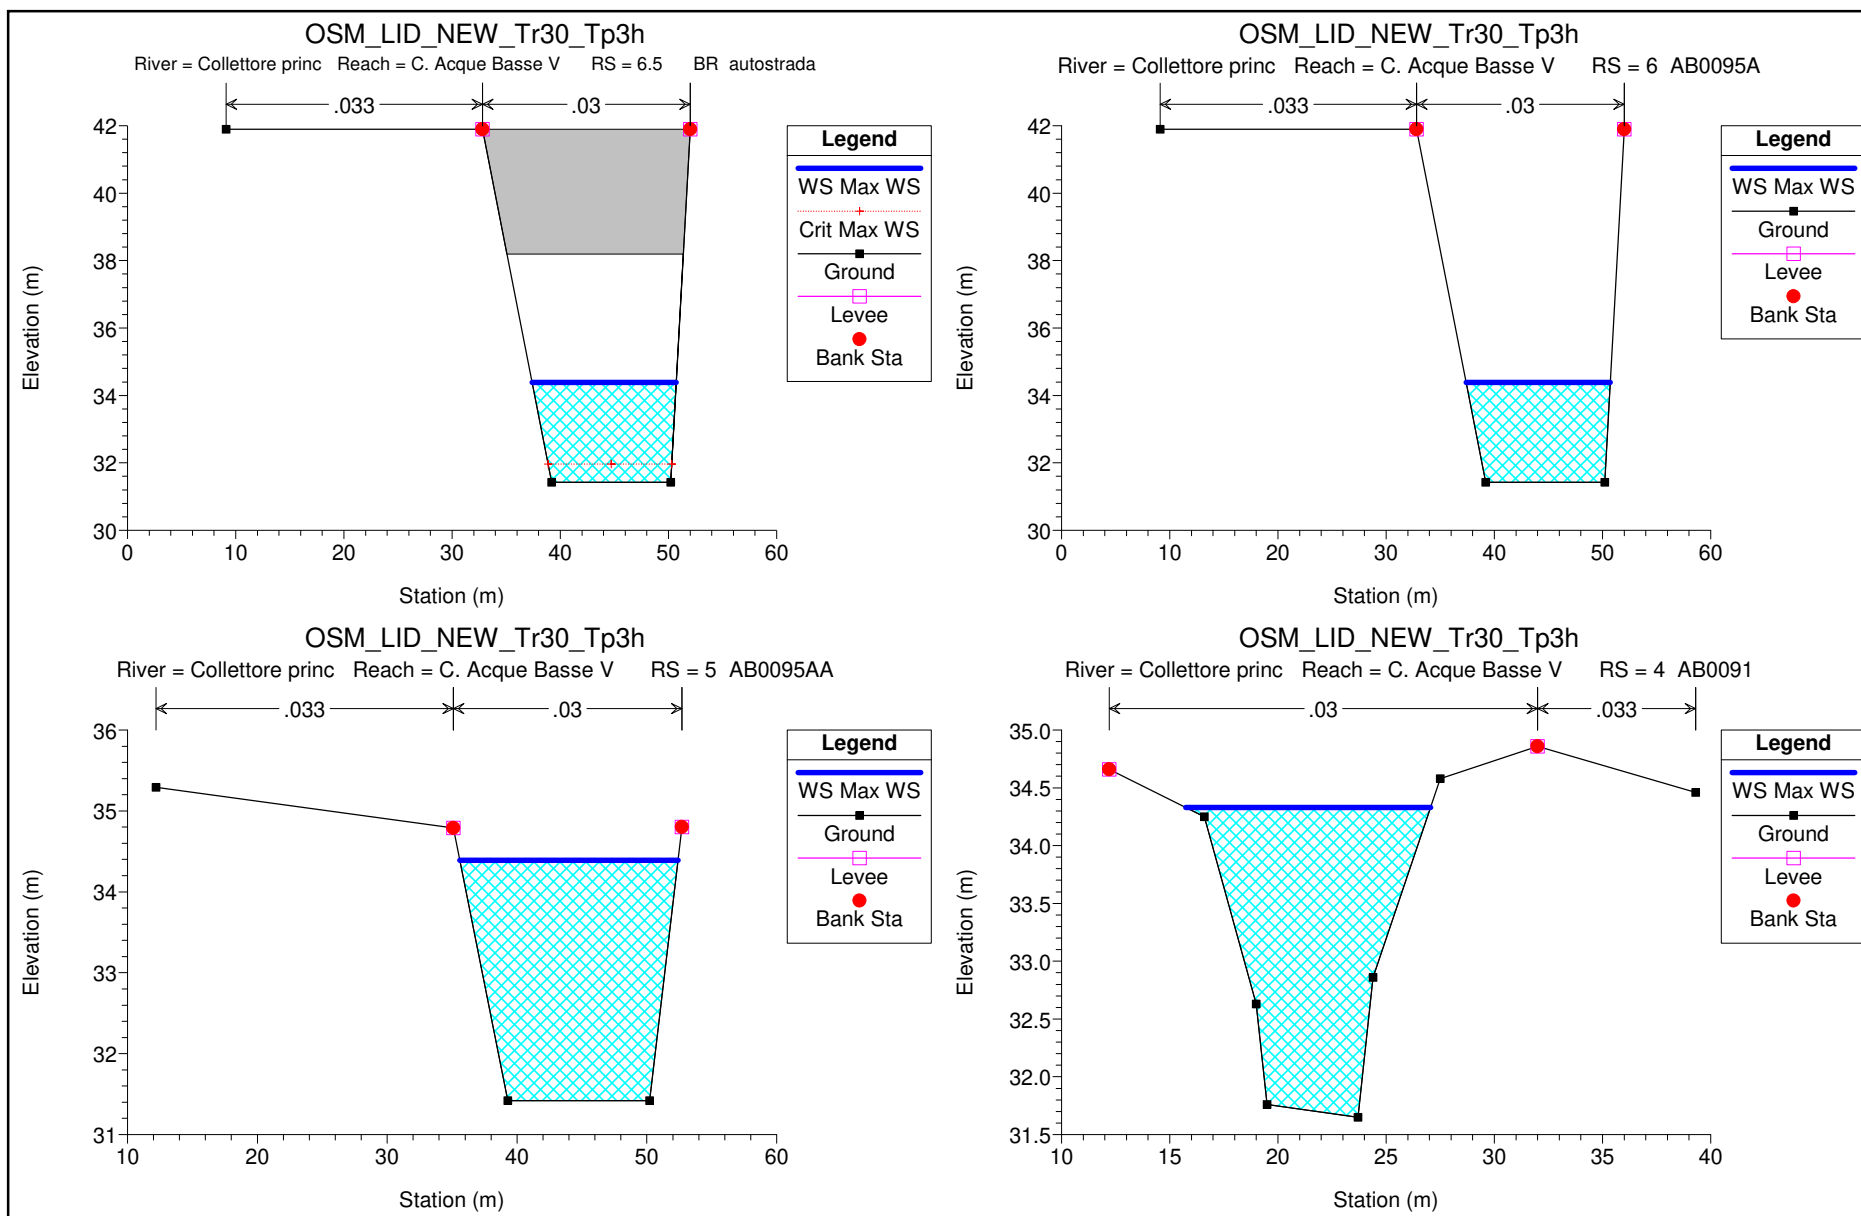 OSM_LID_NEW_Tr30_Tp3h
River = Collettore princ Reach = C. Acque Basse V RS = 6.5 BR autostrada
.033 .03
42
40
38
36
34
32
30
0 10 20 30 40 50 60
Elevation (m)
Station (m)
Legend
WS Max WS
Crit Max WS
Ground
Levee
Bank Sta
OSM_LID_NEW_Tr30_Tp3h
River = Collettore princ Reach = C. Acque Basse V RS = 6 AB0095A
.033 .03
42
40
38
36
34
32
30
0 10 20 30 40 50 60
Elevation (m)
Station (m)
Legend
WS Max WS
Ground
Levee
Bank Sta
OSM_LID_NEW_Tr30_Tp3h
River = Collettore princ Reach = C. Acque Basse V RS = 5 AB0095AA
.033 .03
36
35
34
33
32
31
10 20 30 40 50 60
Elevation (m)
Station (m)
Legend
WS Max WS
Ground
Levee
Bank Sta
OSM_LID_NEW_Tr30_Tp3h
River = Collettore princ Reach = C. Acque Basse V RS = 4 AB0091
.03 .033
35.0
34.5
34.0
33.5
33.0
32.5
32.0
31.5
10 15 20 25 30 35 40
Elevation (m)
Station (m)
Legend
WS Max WS
Ground
Levee
Bank Sta